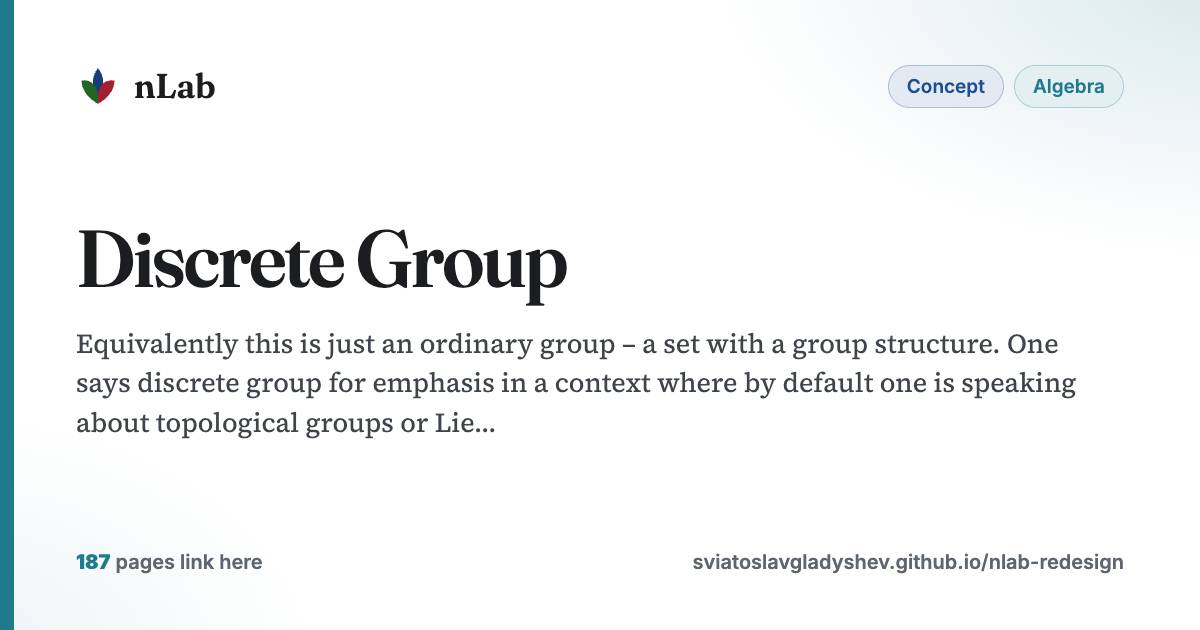 nLab
Concept
Algebra
Discrete Group
Equivalently this is just an ordinary group – a set with a group structure. One
says discrete group for emphasis in a context where by default one is speaking
about topological groups or Lie...
187 pages link here
sviatoslavgladyshev.github.io/nlab-redesign